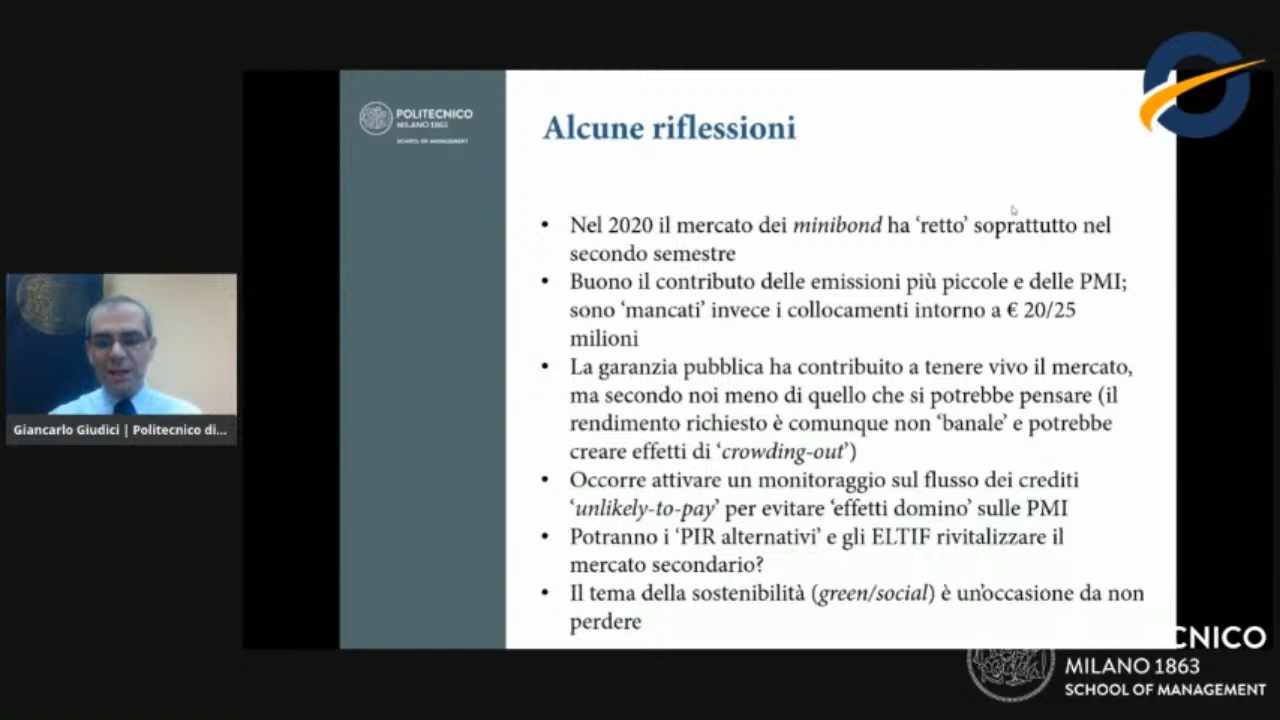 POLITECNICO
MILANO 1863
SCHOOL OF MANAGEMENT
Alcune riflessioni
• Nel 2020 il mercato dei minibond ha ‘retto’ soprattutto nel
secondo semestre
• Buono il contributo delle emissioni più piccole e delle PMI;
sono ‘mancati’ invece i collocamenti intorno a € 20/25
milioni
• La garanzia pubblica ha contribuito a tenere vivo il mercato,
ma secondo noi meno di quello che si potrebbe pensare (il
rendimento richiesto è comunque non ‘banale’ e potrebbe
creare effetti di ‘crowding-out’)
• Occorre attivare un monitoraggio sul flusso dei crediti
‘unlikely-to-pay’ per evitare ‘effetti domino’ sulle PMI
• Potranno i ‘PIR alternativi’ e gli ELTIF rivitalizzare il
mercato secondario?
• Il tema della sostenibilità (green/social) è un’occasione da non
perdere
Giancarlo Giudici | Politecnico di...
CNICO
MILANO 1863
SCHOOL OF MANAGEMENT